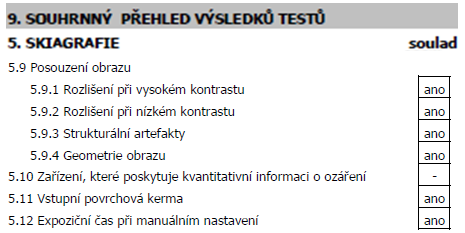 9. SOUHRNNÝ PŘEHLED VÝSLEDKŮ TESTŮ
5. SKIAGRAFIE soulad
5.9 Posouzení obrazu
5.9.1 Rozlišení při vysokém kontrastu ano
5.9.2 Rozlišení při nízkém kontrastu ano
5.9.3 Strukturální artefakty ano
5.9.4 Geometrie obrazu ano
5.10 Zařízení, které poskytuje kvantitativní informaci o ozáření -
5.11 Vstupní povrchová kerma ano
5.12 Expoziční čas při manuálním nastavení ano